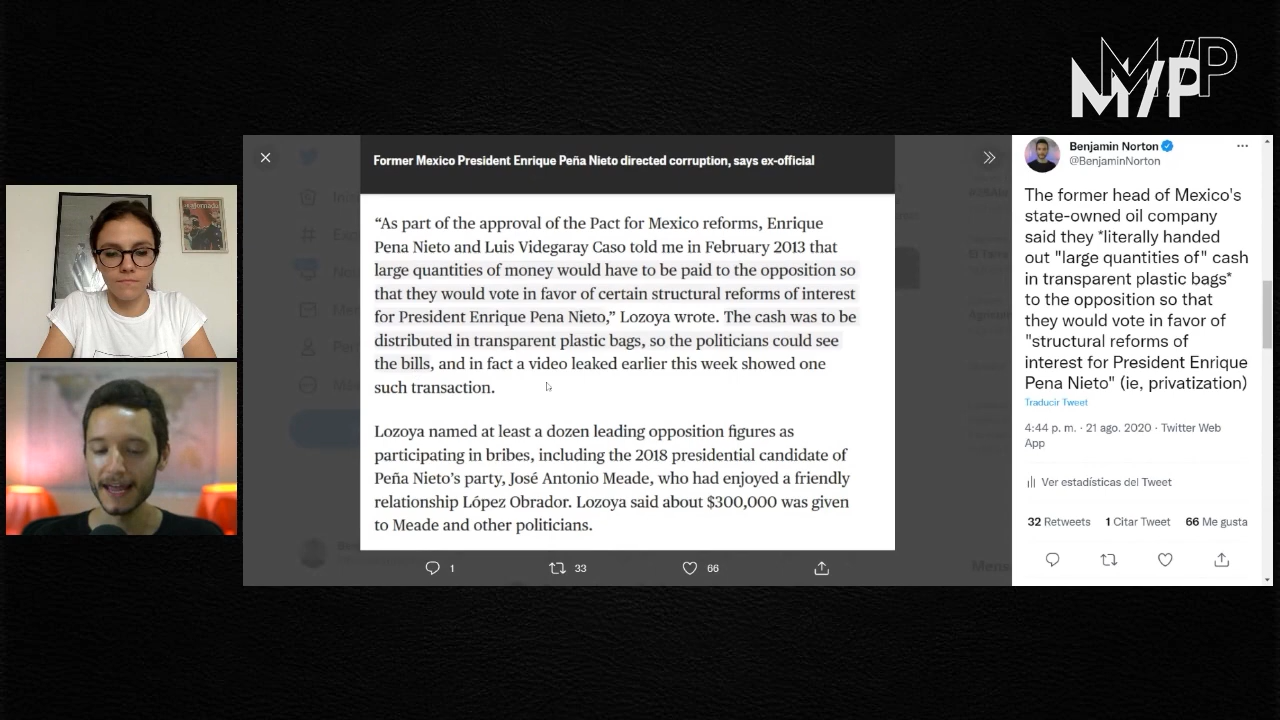 M/P
M/P
Former Mexico President Enrique Peña Nieto directed corruption, says ex-official
“As part of the approval of the Pact for Mexico reforms, Enrique
Pena Nieto and Luis Videgaray Caso told me in February 2013 that
large quantities of money would have to be paid to the opposition so
that they would vote in favor of certain structural reforms of interest
for President Enrique Pena Nieto,” Lozoya wrote. The cash was to be
distributed in transparent plastic bags, so the politicians could see
the bills, and in fact a video leaked earlier this week showed one
such transaction.
Lozoya named at least a dozen leading opposition figures as
participating in bribes, including the 2018 presidential candidate of
Peña Nieto’s party, José Antonio Meade, who had enjoyed a friendly
relationship López Obrador. Lozoya said about $300,000 was given
to Meade and other politicians.
1
33
66
Benjamin Norton
@BenjaminNorton
The former head of Mexico's
state-owned oil company
said they *literally handed
out "large quantities of" cash
in transparent plastic bags*
to the opposition so that
they would vote in favor of
"structural reforms of
interest for President Enrique
Pena Nieto" (ie, privatization)
Traducir Tweet
4:44 p. m. · 21 ago. 2020 · Twitter Web
App
Ver estadísticas del Tweet
32 Retweets 1 Citar Tweet 66 Me gusta